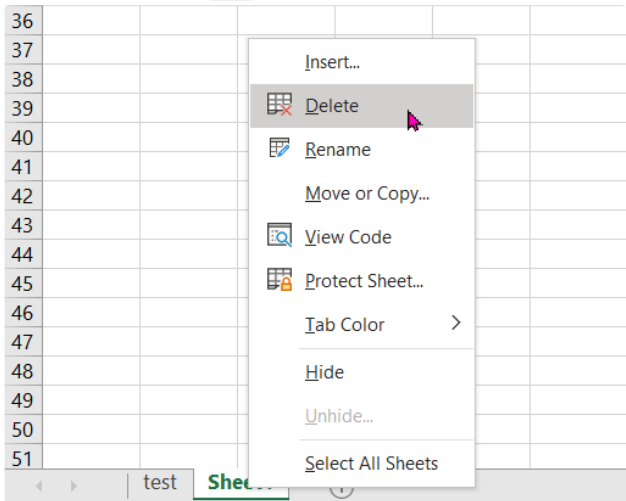 36
37
Insert...
38
39
Delete
40
Rename
41
42
Move or Copy...
43
View Code
44
45
Protect Sheet...
46
Tab Color
47
48
Hide
49
Unhide...
50
51
Select All Sheets
test